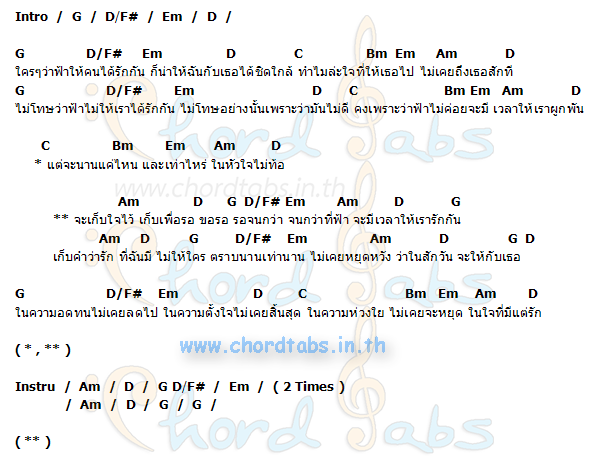 Intro / G / D/F# / Em / D /
G D/F# Em D C Bm Em Am D
ใครๆว่าฟ้าให้คนได้รักกัน ก็น่าให้ฉันกับเธอได้ชิดใกล้ ทำไมล่ะใจที่ให้เธอไป ไม่เคยถึงเธอสักที
G D/F# Em D C Bm Em Am D
ไม่โทษว่าฟ้าไม่ให้เราได้รักกัน ไม่โทษอย่างนั้นเพราะว่ามันไม่ดี คงเพราะว่าฟ้าไม่ค่อยจะมี เวลาให้เราผูกพัน
C Bm Em Am D
* แต่จะนานแค่ไหน และเท่าไหร่ ในหัวใจไม่ท้อ
www.chordtabs.in.th
Am D G D/F# Em Am D G
** จะเก็บใจไว้ เก็บเพื่อรอ ขอรอ รอจนกว่า จนกว่าที่ฟ้า จะมีเวลาให้เรารักกัน
Am D G D/F# Em Am D G D
เก็บคำว่ารัก ที่ฉันมี ไม่ให้ใคร ตราบนานเท่านาน ไม่เคยหยุดหวัง ว่าในสักวัน จะให้กับเธอ
G D/F# Em D C Bm Em Am D
ในความอดทนไม่เคยลดไป ในความตั้งใจไม่เคยสิ้นสุด ในความห่วงใย ไม่เคยจะหยุด ในใจที่มีแต่รัก
( * , ** )
www.chordtabs.in.th
Instru / Am / D / G D/F# / Em / ( 2 Times )
/ Am / D / G / G /
( ** )